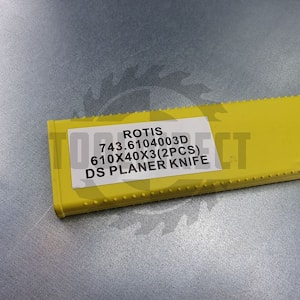 ROTIS
743.6104003D
610X40X3(2PCS)
DS PLANER KNIFE